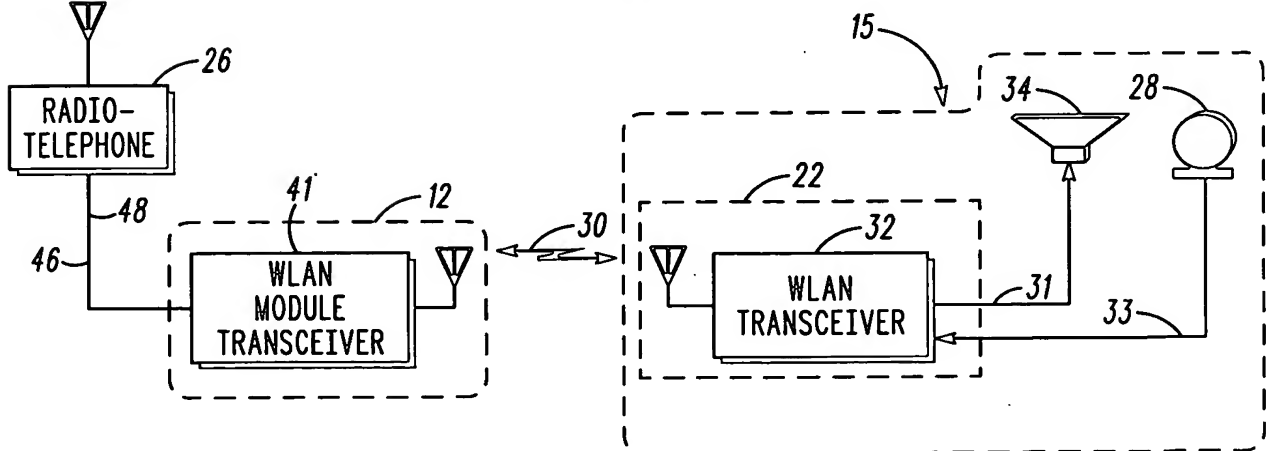 15
26
RADIO-
TELEPHONE
34
28
48
12
41
22
30
32
46
WLAN
MODULE
TRANSCEIVER
WLAN
TRANSCEIVER
31
33